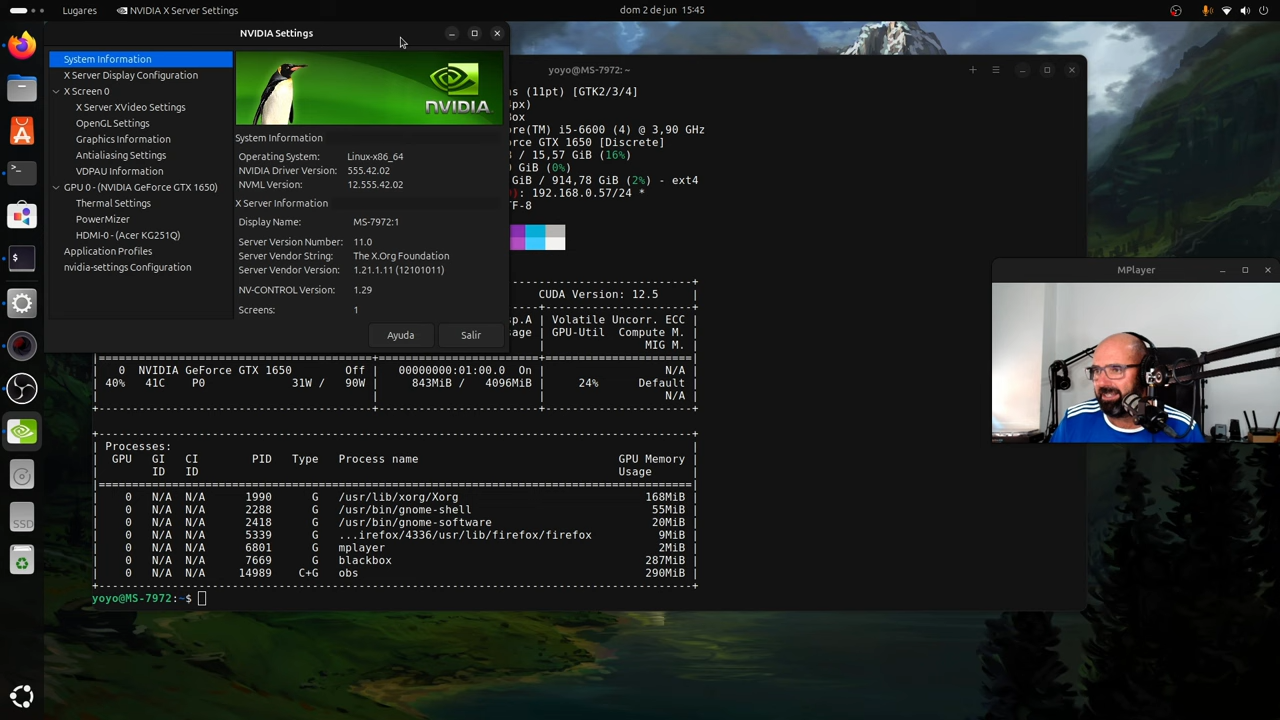 Lugares
NVIDIA X Server Settings
dom 2 de jun 15:45
NVIDIA Settings
System Information
X Server Display Configuration
X Screen 0
X Server XVideo Settings
OpenGL Settings
Graphics Information
Antialiasing Settings
VDPAU Information
GPU 0 - (NVIDIA GeForce GTX 1650)
Thermal Settings
PowerMizer
HDMI-0 - (Acer KG251Q)
Application Profiles
nvidia-settings Configuration
NVIDIA.
System Information
Operating System: Linux-x86_64
NVIDIA Driver Version: 555.42.02
NVML Version: 12.555.42.02
X Server Information
Display Name: MS-7972:1
Server Version Number: 11.0
Server Vendor String: The X.Org Foundation
Server Vendor Version: 1.21.1.11 (12101011)
NV-CONTROL Version: 1.29
Screens: 1
Ayuda
Salir
yoyo@MS-7972: ~
ns (11pt) [GTK2/3/4]
4px)
Box
ore(TM) i5-6600 (4) @ 3,90 GHz
force GTX 1650 [Discrete]
/ 15,57 GiB (16%)
GiB (0%)
GiB / 914,78 GiB (2%) - ext4
): 192.168.0.57/24 *
TF-8
CUDA Version: 12.5 |
sp.A | Volatile Uncorr. ECC |
age | GPU-Util Compute M. |
| MIG M. |
| 0 NVIDIA GeForce GTX 1650 Off | 00000000:01:00.0 On | N/A |
| 40% 41C P0 31W / 90W | 843MiB / 4096MiB | 24% Default |
| | | N/A |
| Processes: |
| GPU GI CI PID Type Process name GPU Memory |
| ID ID Usage |
| 0 N/A N/A 1990 G /usr/lib/xorg/Xorg 168MiB |
| 0 N/A N/A 2288 G /usr/bin/gnome-shell 55MiB |
| 0 N/A N/A 2418 G /usr/bin/gnome-software 20MiB |
| 0 N/A N/A 5339 G ...irefox/4336/usr/lib/firefox/firefox 9MiB |
| 0 N/A N/A 6801 G mplayer 2MiB |
| 0 N/A N/A 7669 G blackbox 287MiB |
| 0 N/A N/A 14989 C+G obs 290MiB |
yoyo@MS-7972:~$
MPlayer
SSD